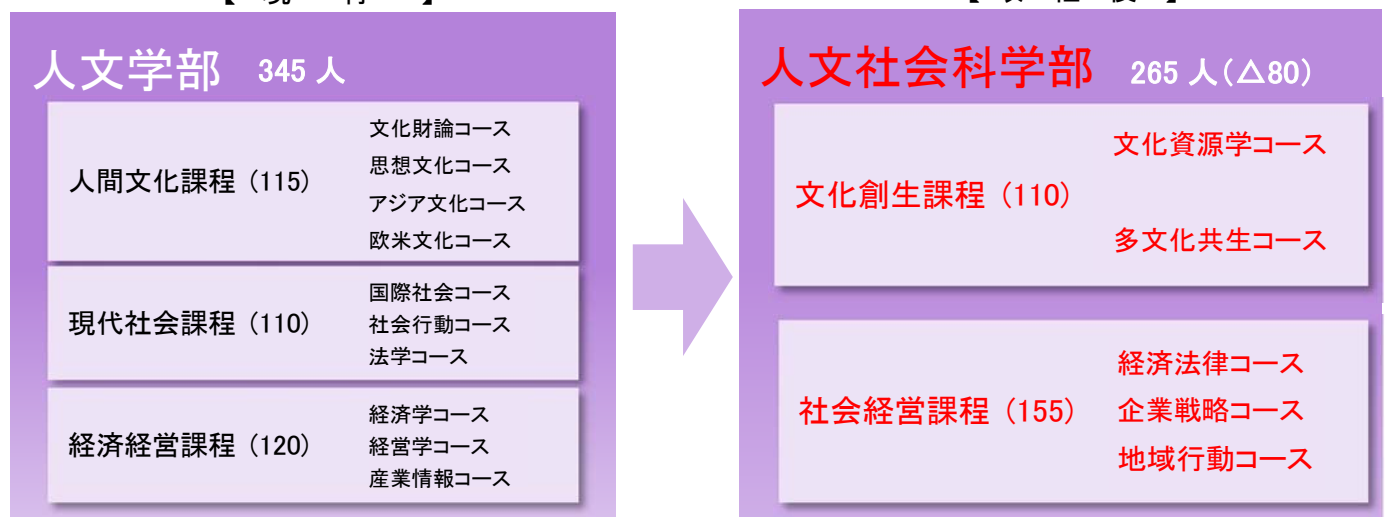 人文学部 345 人
人間文化課程 (115)
文化財論コース
思想文化コース
アジア文化コース
欧米文化コース
現代社会課程 (110)
国際社会コース
社会行動コース
法学コース
経済経営課程 (120)
経済学コース
経営学コース
産業情報コース
人文社会科学部 265 人(△80)
文化創生課程 (110)
文化資源学コース
多文化共生コース
社会経営課程 (155)
経済法律コース
企業戦略コース
地域行動コース